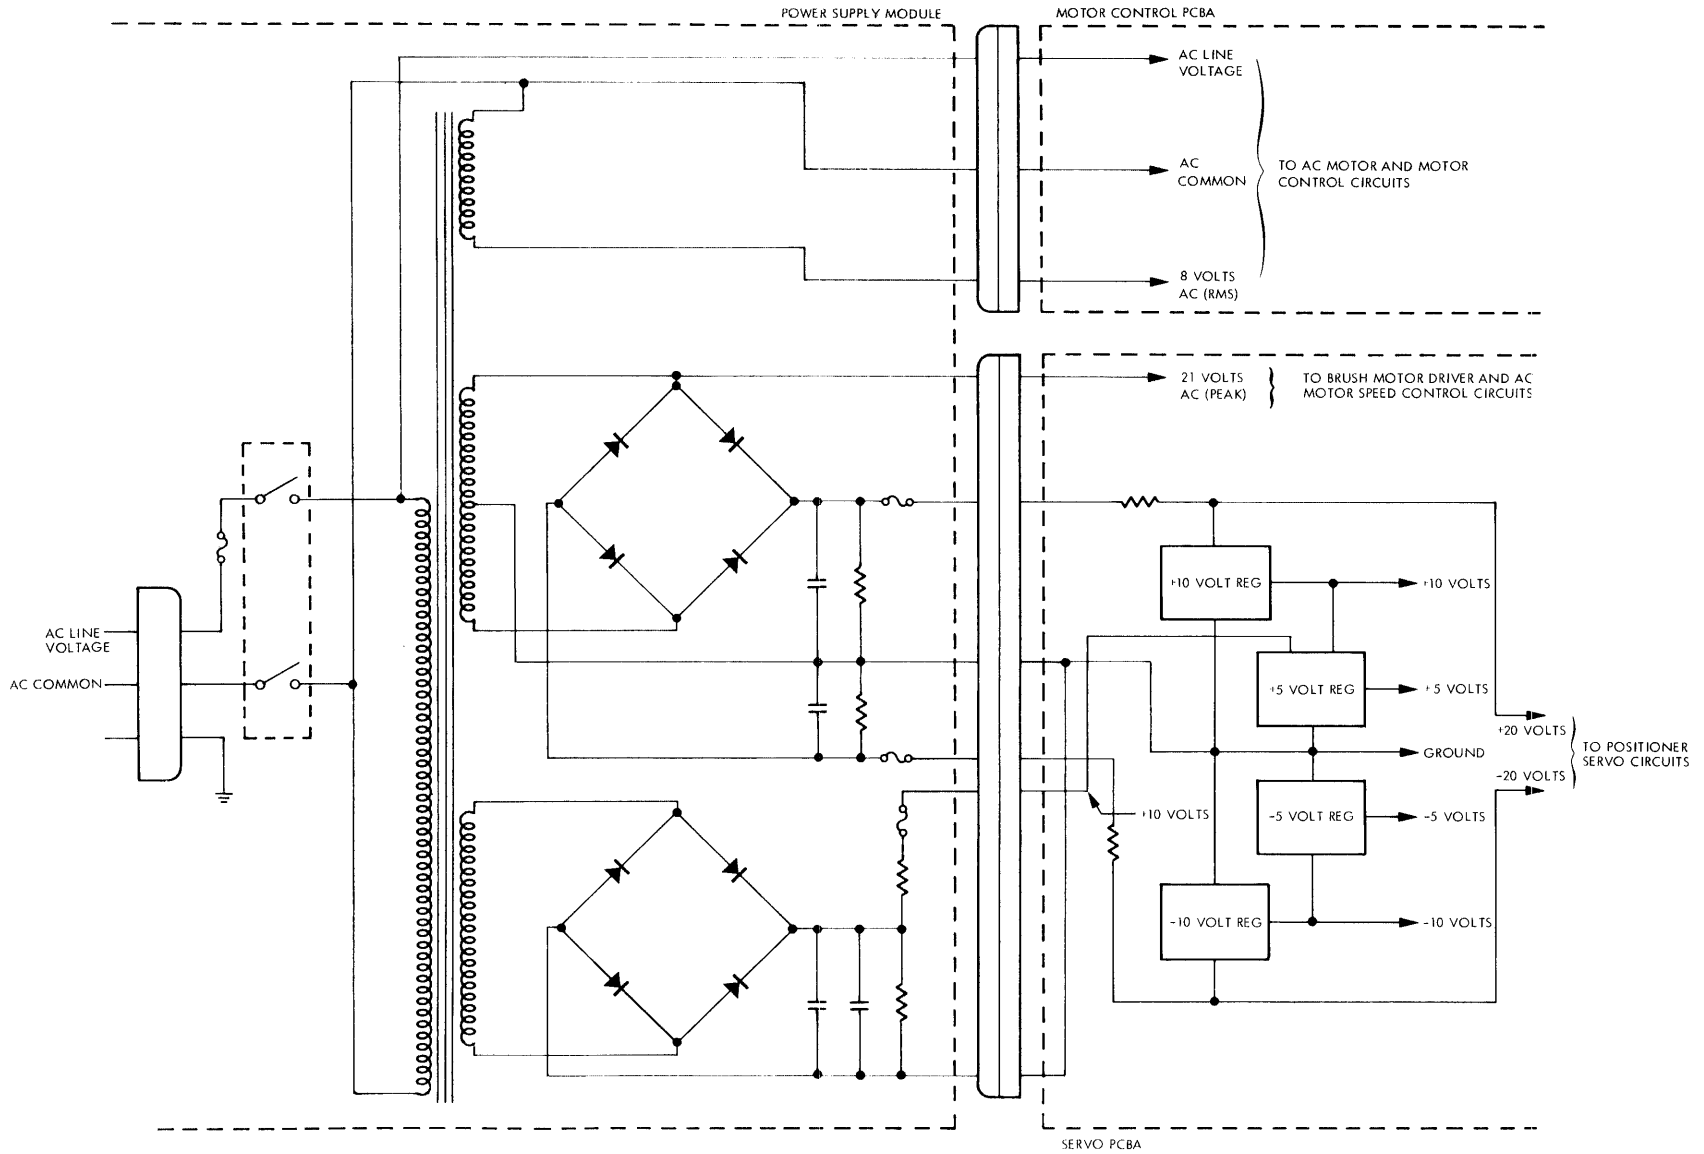 POWER SUPPLY MODULE
MOTOR CONTROL PCBA
AC LINE
VOLTAGE
AC
COMMON
TO AC MOTOR AND MOTOR
CONTROL CIRCUITS
8 VOLTS
AC (RMS)
21 VOLTS
AC (PEAK)
TO BRUSH MOTOR DRIVER AND AC
MOTOR SPEED CONTROL CIRCUITS
+10 VOLT REG
+10 VOLTS
AC LINE
VOLTAGE
AC COMMON
+5 VOLT REG
+5 VOLTS
+20 VOLTS
GROUND
TO POSITIONER
SERVO CIRCUITS
-20 VOLTS
+10 VOLTS
-5 VOLT REG
-5 VOLTS
-10 VOLT REG
-10 VOLTS
SERVO PCBA